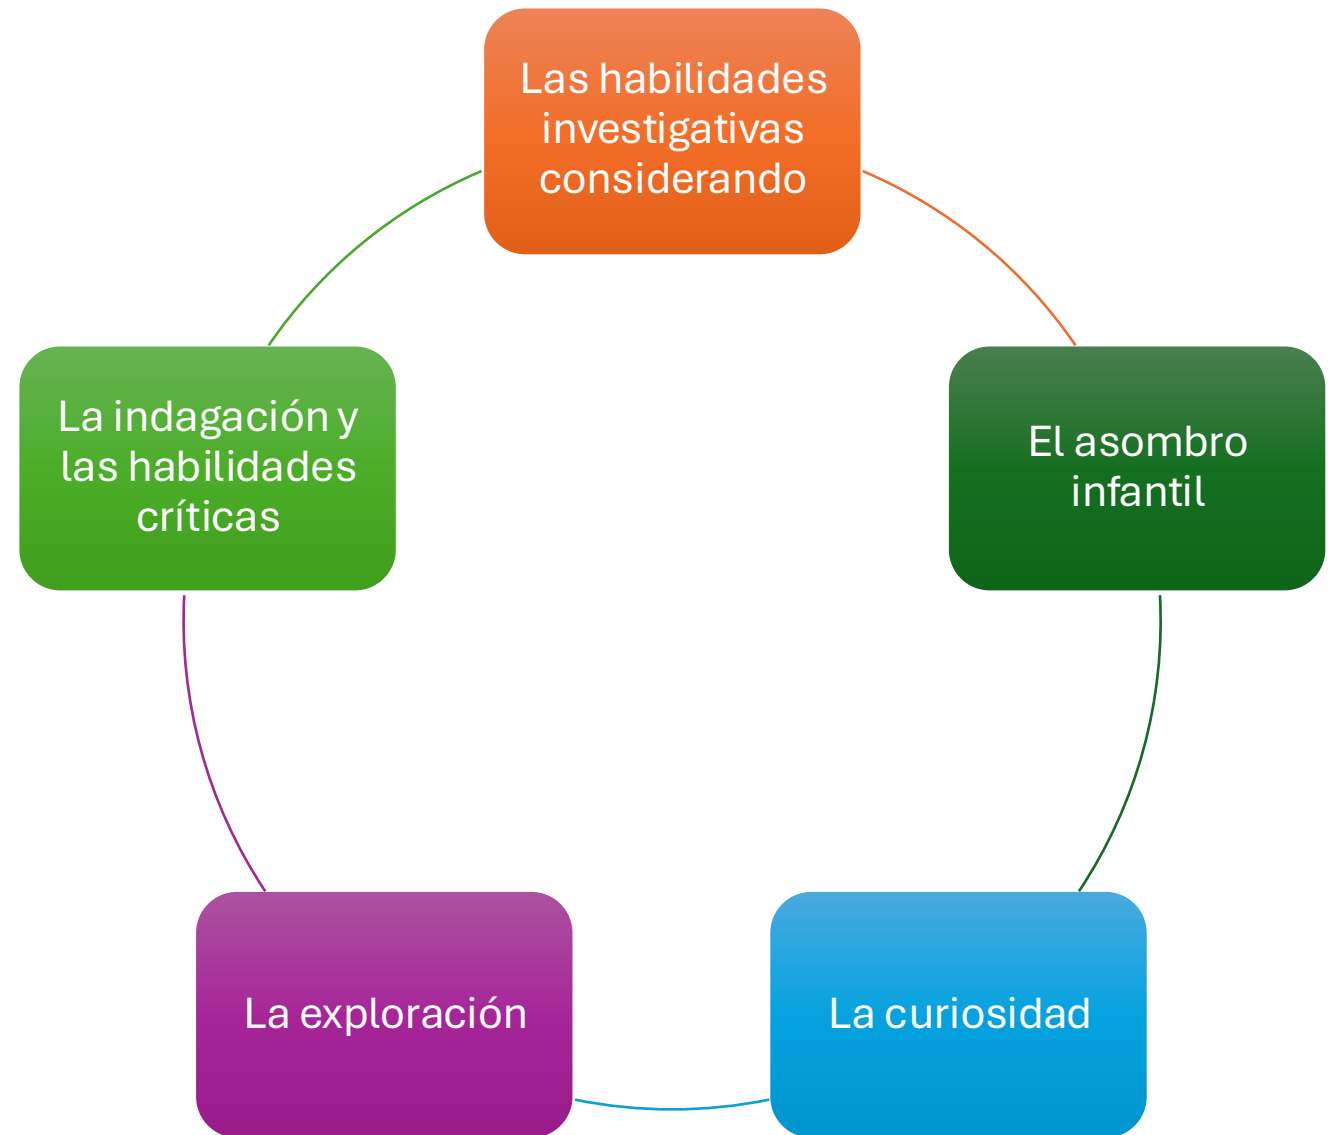 Las habilidades
investigativas
considerando
El asombro
infantil
La curiosidad
La exploración
La indagación y
las habilidades
críticas